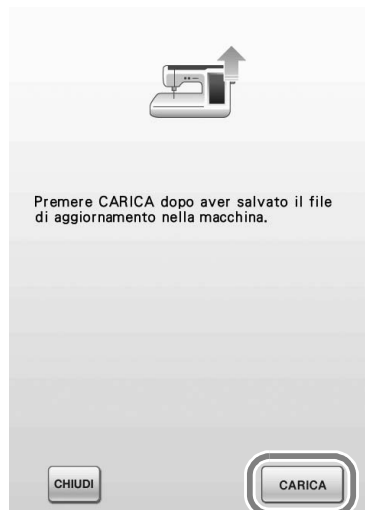 Premere CARICA dopo aver salvato il file
di aggiornamento nella macchina.
CHIUDI
CARICA